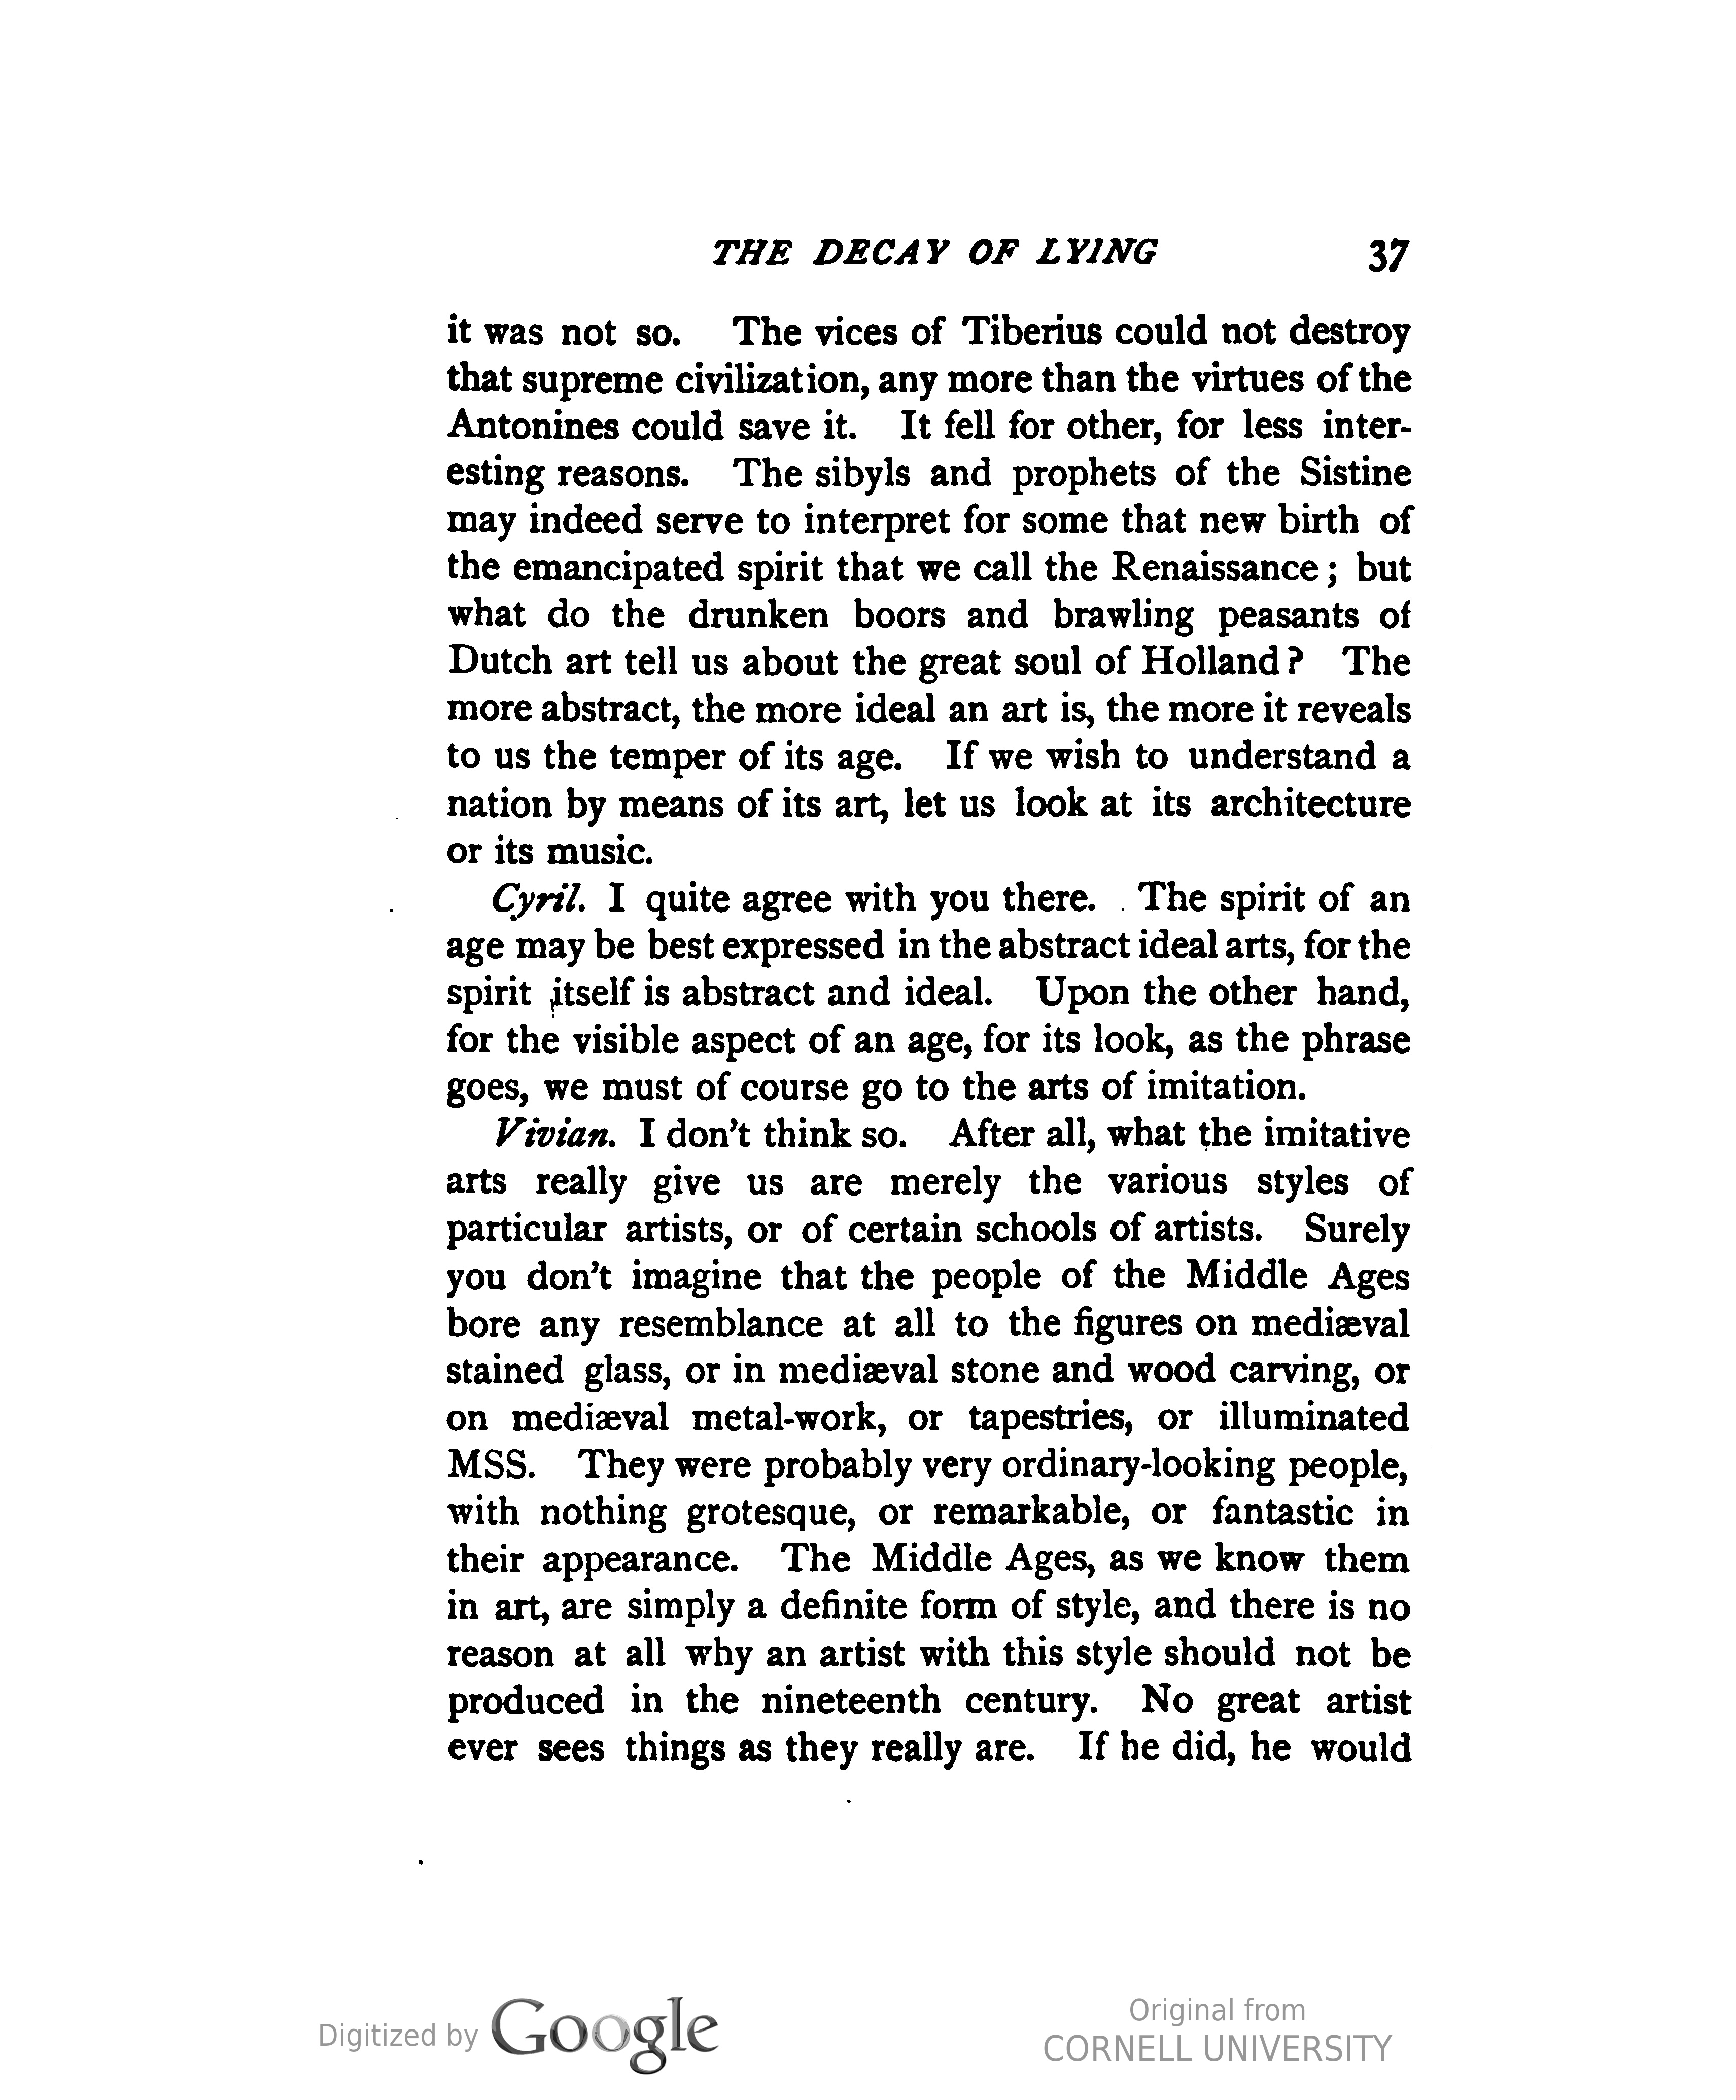 THE DECAY OF LYING 37
it was not so. The vices of Tiberius could not destroy
that supreme civilization, any more than the virtues of the
Antonines could save it. It fell for other, for less inter-
esting reasons. The sibyls and prophets of the Sistine
may indeed serve to interpret for some that new birth of
the emancipated spirit that we call the Renaissance; but
what do the drunken boors and brawling peasants of
Dutch art tell us about the great soul of Holland? The
more abstract, the more ideal an art is, the more it reveals
to us the temper of its age. If we wish to understand a
nation by means of its art, let us look at its architecture
or its music.
Cyril. I quite agree with you there. The spirit of an
age may be best expressed in the abstract ideal arts, for the
spirit itself is abstract and ideal. Upon the other hand,
for the visible aspect of an age, for its look, as the phrase
goes, we must of course go to the arts of imitation.
Vivian. I don't think so. After all, what the imitative
arts really give us are merely the various styles of
particular artists, or of certain schools of artists. Surely
you don't imagine that the people of the Middle Ages
bore any resemblance at all to the figures on mediæval
stained glass, or in mediæval stone and wood carving, or
on mediæval metal-work, or tapestries, or illuminated
MSS. They were probably very ordinary-looking people,
with nothing grotesque, or remarkable, or fantastic in
their appearance. The Middle Ages, as we know them
in art, are simply a definite form of style, and there is no
reason at all why an artist with this style should not be
produced in the nineteenth century. No great artist
ever sees things as they really are. If he did, he would
Digitized by Google
Original from
CORNELL UNIVERSITY